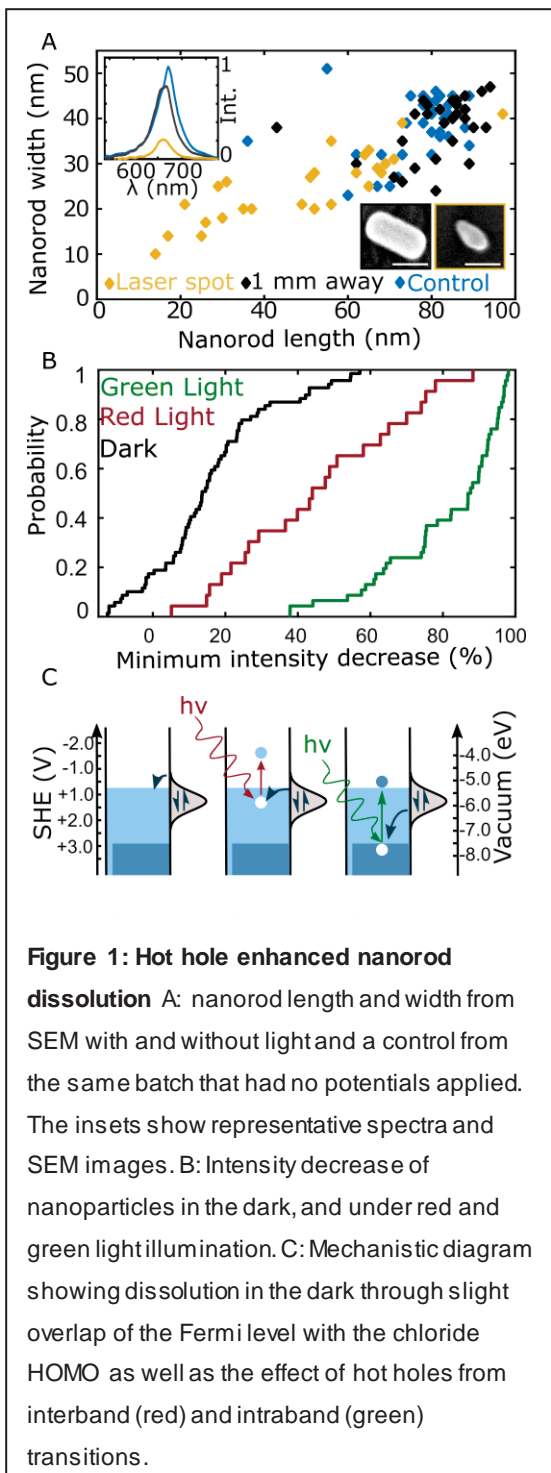 A
50
40
30
20
10
0
Nanorod width (nm)
1
Int.
0
600 700
λ (nm)
Laser spot 1 mm away Control
0 20 40 60 80 100
Nanorod length (nm)
B
1
0.8
0.6
0.4
0.2
0
Probability
Green Light
Red Light
Dark
0 20 40 60 80 100
Minimum intensity decrease (%)
C
hν
hν
SHE (V)
-2.0
-1.0
+1.0
+2.0
+3.0
-4.0
-5.0
-6.0
-7.0
-8.0
Vacuum (eV)
Figure 1: Hot hole enhanced nanorod
dissolution A: nanorod length and width from
SEM with and without light and a control from
the same batch that had no potentials applied.
The insets show representative spectra and
SEM images. B: Intensity decrease of
nanoparticles in the dark, and under red and
green light illumination. C: Mechanistic diagram
showing dissolution in the dark through slight
overlap of the Fermi level with the chloride
HOMO as well as the effect of hot holes from
interband (red) and intraband (green)
transitions.